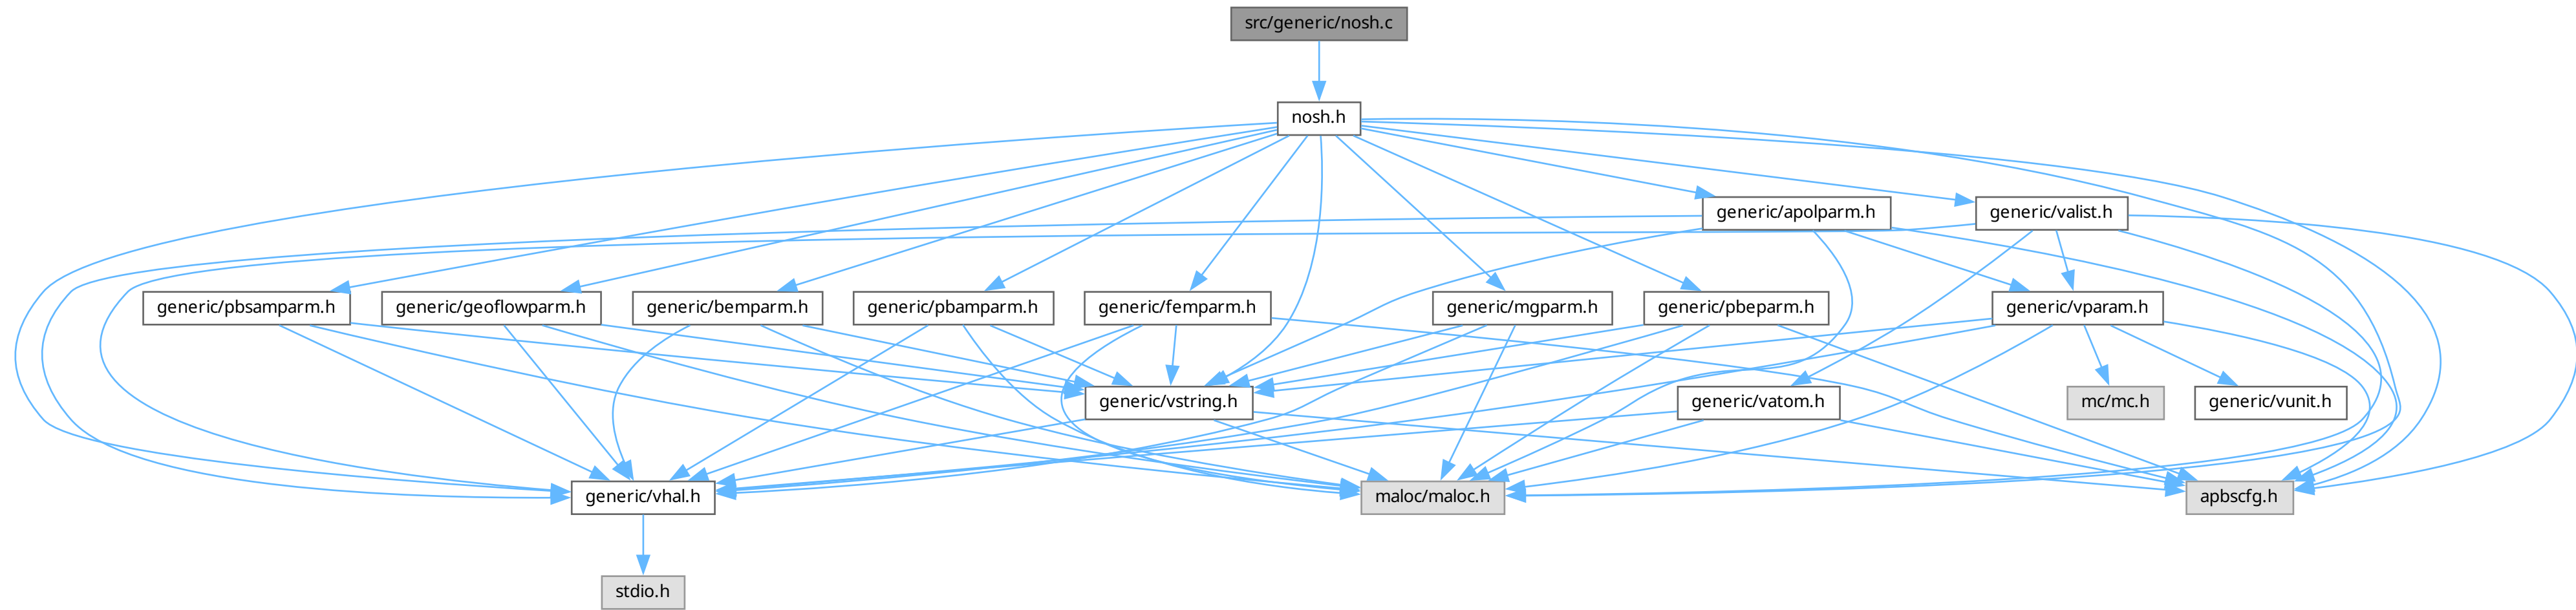 src/generic/nosh.c
nosh.h
generic/apolparm.h
generic/valist.h
generic/pbsamparm.h
generic/geoflowparm.h
generic/bemparm.h
generic/pbamparm.h
generic/femparm.h
generic/mgparm.h
generic/pbeparm.h
generic/vparam.h
generic/vstring.h
generic/vatom.h
mc/mc.h
generic/vunit.h
generic/vhal.h
maloc/maloc.h
apbscfg.h
stdio.h